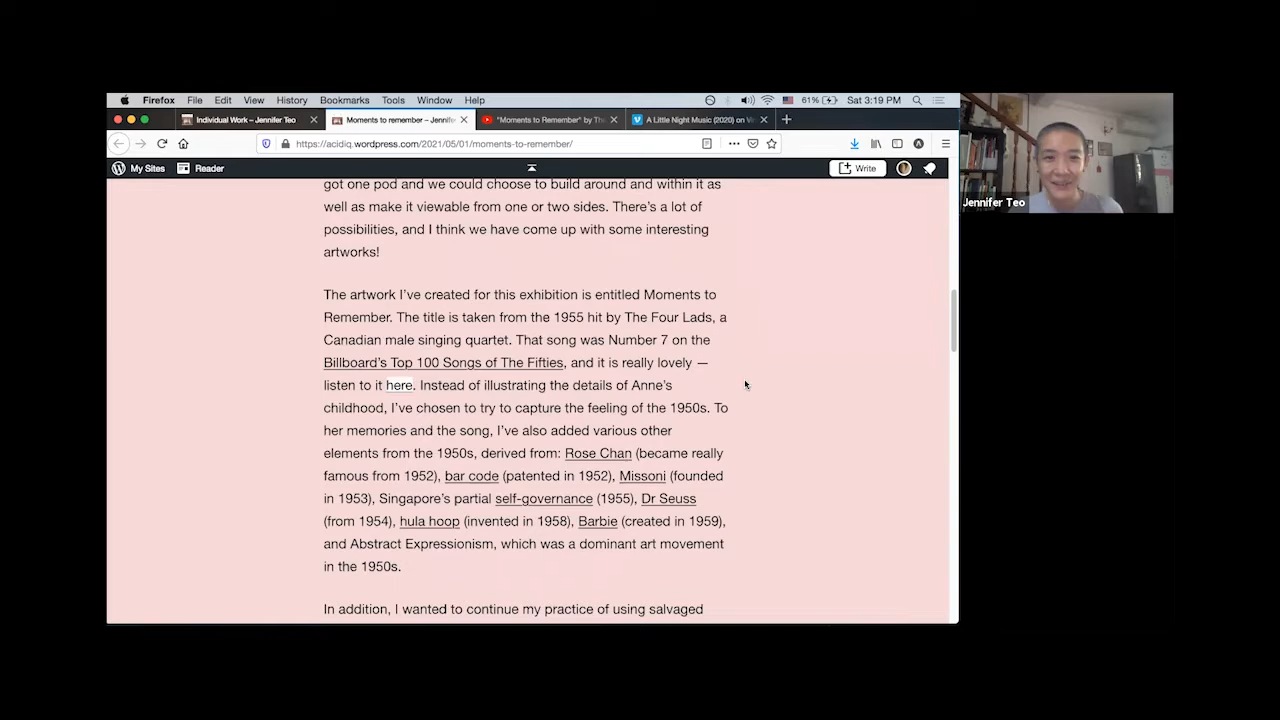 Firefox File Edit View History Bookmarks Tools Window Help 61% Sat 3:19 PM
Individual Work – Jennifer Teo Moments to remember – Jennife "Moments to Remember" by Th A Little Night Music (2020) on Ve
https://acidiq.wordpress.com/2021/05/01/moments-to-remember/
My Sites Reader Write
got one pod and we could choose to build around and within it as
well as make it viewable from one or two sides. There's a lot of
possibilities, and I think we have come up with some interesting
artworks!
The artwork I've created for this exhibition is entitled Moments to
Remember. The title is taken from the 1955 hit by The Four Lads, a
Canadian male singing quartet. That song was Number 7 on the
Billboard's Top 100 Songs of The Fifties, and it is really lovely —
listen to it here. Instead of illustrating the details of Anne's
childhood, I've chosen to try to capture the feeling of the 1950s. To
her memories and the song, I've also added various other
elements from the 1950s, derived from: Rose Chan (became really
famous from 1952), bar code (patented in 1952), Missoni (founded
in 1953), Singapore's partial self-governance (1955), Dr Seuss
(from 1954), hula hoop (invented in 1958), Barbie (created in 1959),
and Abstract Expressionism, which was a dominant art movement
in the 1950s.
In addition, I wanted to continue my practice of using salvaged
Jennifer Teo